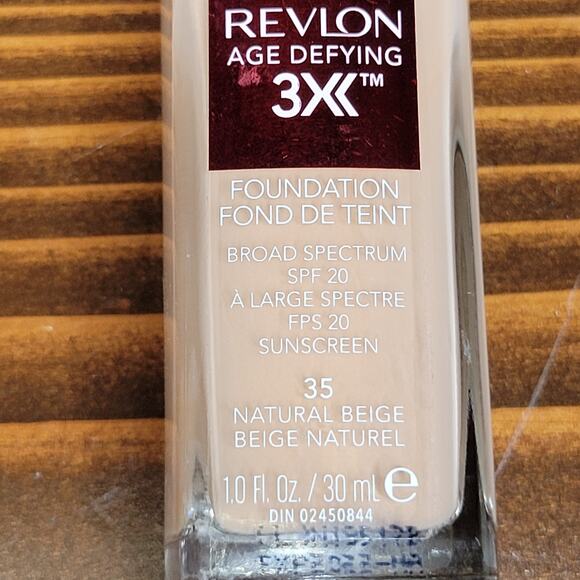 REVLON
AGE DEFYING
3X™
FOUNDATION
FOND DE TEINT
BROAD SPECTRUM
SPF 20
À LARGE SPECTRE
FPS 20
SUNSCREEN
35
NATURAL BEIGE
BEIGE NATUREL
1.0 Fl. Oz. / 30 mL ℮
DIN 02450844